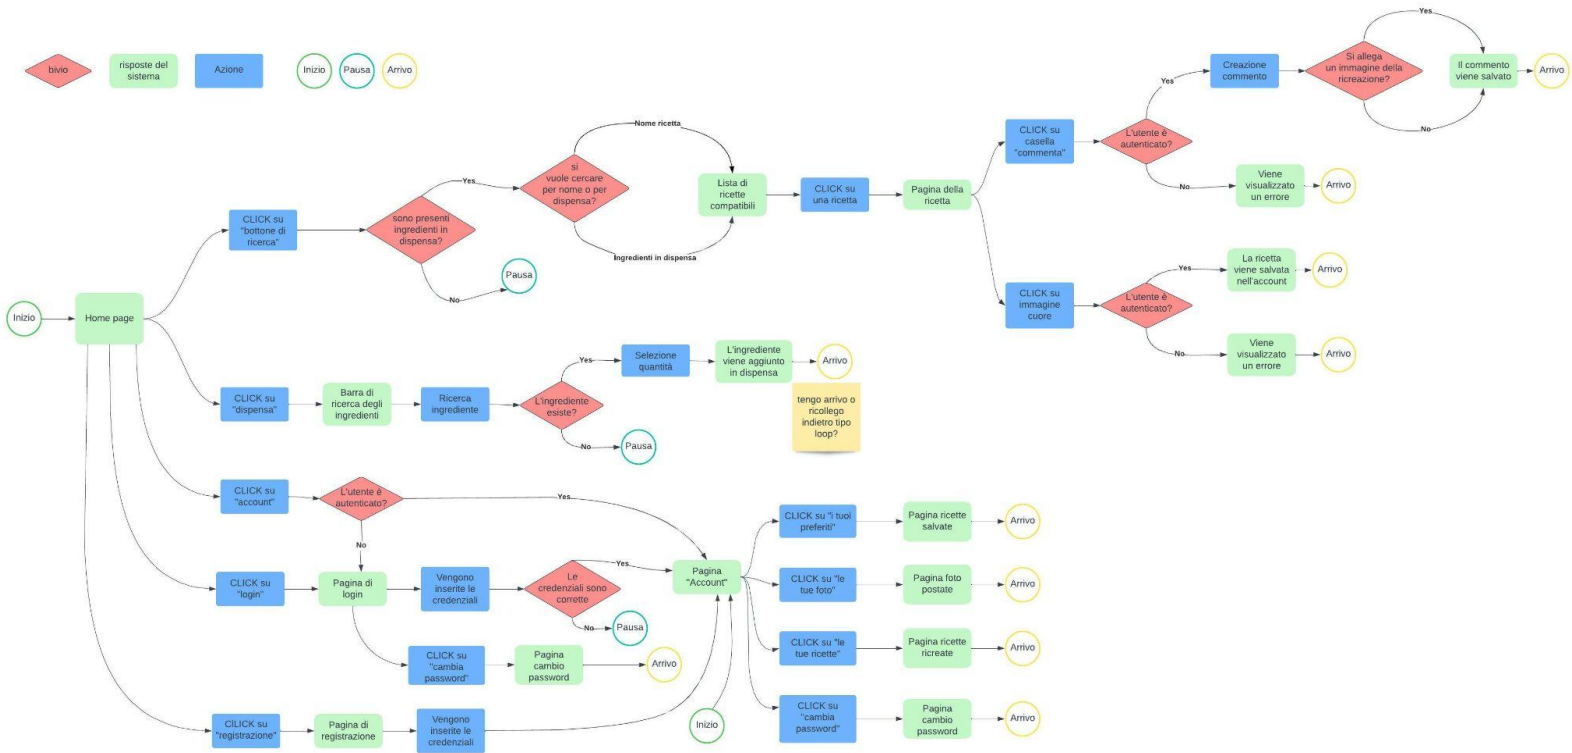 bivio
risposte del
sistema
Azione
Inizio
Pausa
Arrivo
Yes
Si allega
un immagine della
ricreazione?
No
Il commento
viene salvato
Arrivo
Creazione
commento
Yes
CLICK su
casella
"commenta"
L'utente è
autenticato?
No
Viene
visualizzato
un errore
Arrivo
Nome ricetta
si
vuole cercare
per nome o per
dispensa?
Ingredienti in dispensa
Lista di
ricette
compatibili
CLICK su
una ricetta
Pagina della
ricetta
CLICK su
"bottone di
ricerca"
sono presenti
ingredienti in
dispensa?
Yes
No
Pausa
CLICK su
immagine
cuore
L'utente è
autenticato?
Yes
La ricetta
viene salvata
nell'account
Arrivo
No
Viene
visualizzato
un errore
Arrivo
Inizio
Home page
CLICK su
"dispensa"
Barra di
ricerca degli
ingredienti
Ricerca
ingrediente
L'ingrediente
esiste?
Yes
Selezione
quantità
L'ingrediente
viene aggiunto
in dispensa
Arrivo
tengo arrivo o
ricollego
indietro tipo
loop?
No
Pausa
CLICK su
"account"
L'utente è
autenticato?
Yes
No
CLICK su
"login"
Pagina di
login
Vengono
inserite le
credenziali
Le
credenziali sono
corrette
Yes
No
Pausa
Pagina
"Account"
CLICK su
"cambia
password"
Pagina
cambio
password
Arrivo
ClLICK su
"registrazione"
Pagina di
registrazione
Vengono
inserite le
credenziali
Inizio
CLICK su "i tuoi
preferiti"
Pagina ricette
salvate
Arrivo
CLICK su "le
tue foto"
Pagina foto
postate
Arrivo
CLICK su "le
tue ricette"
Pagina ricette
ricreate
Arrivo
CLICK su
"cambia
password"
Pagina
cambio
password
Arrivo